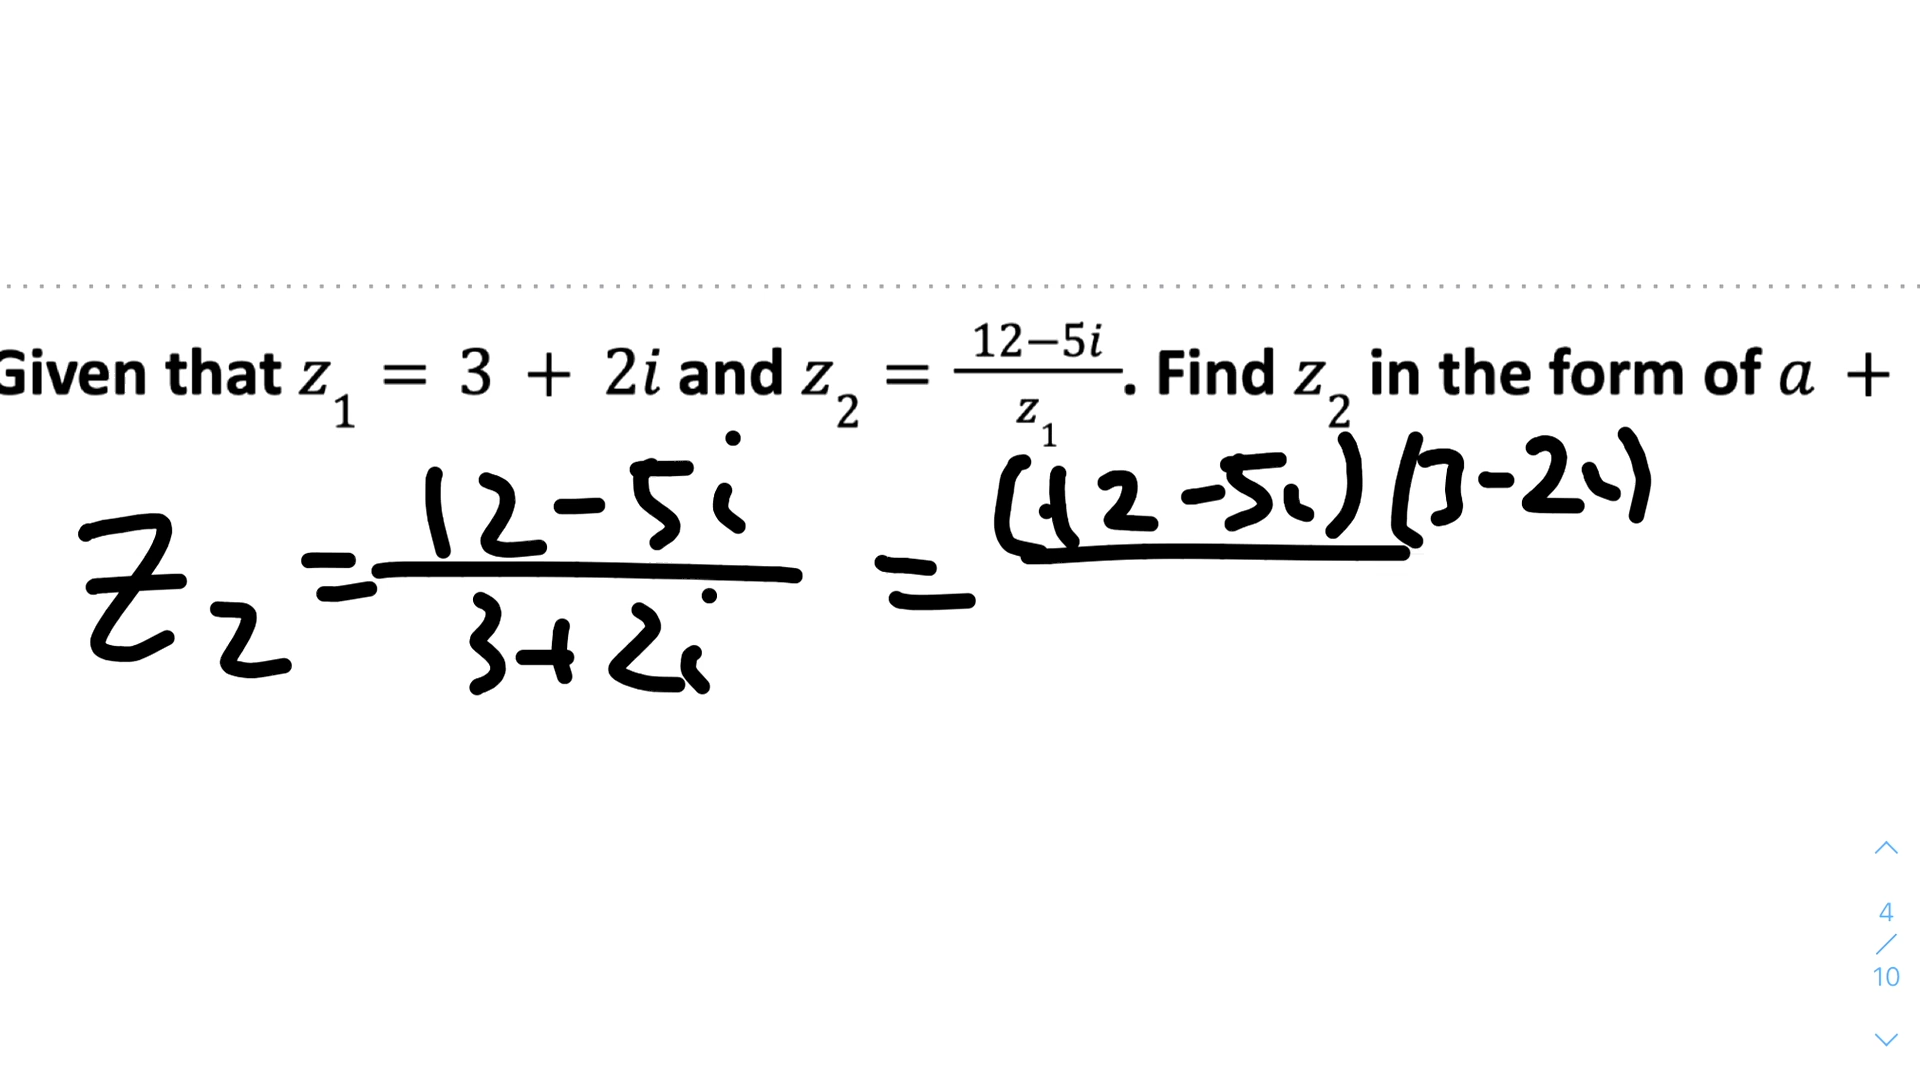 Given that z₁ = 3 + 2i and z₂ = 12−5i/z₁. Find z₂ in the form of a +
Z₂ = 12-5i/3+2i = (12-5i)(3-2i)
4
/
10